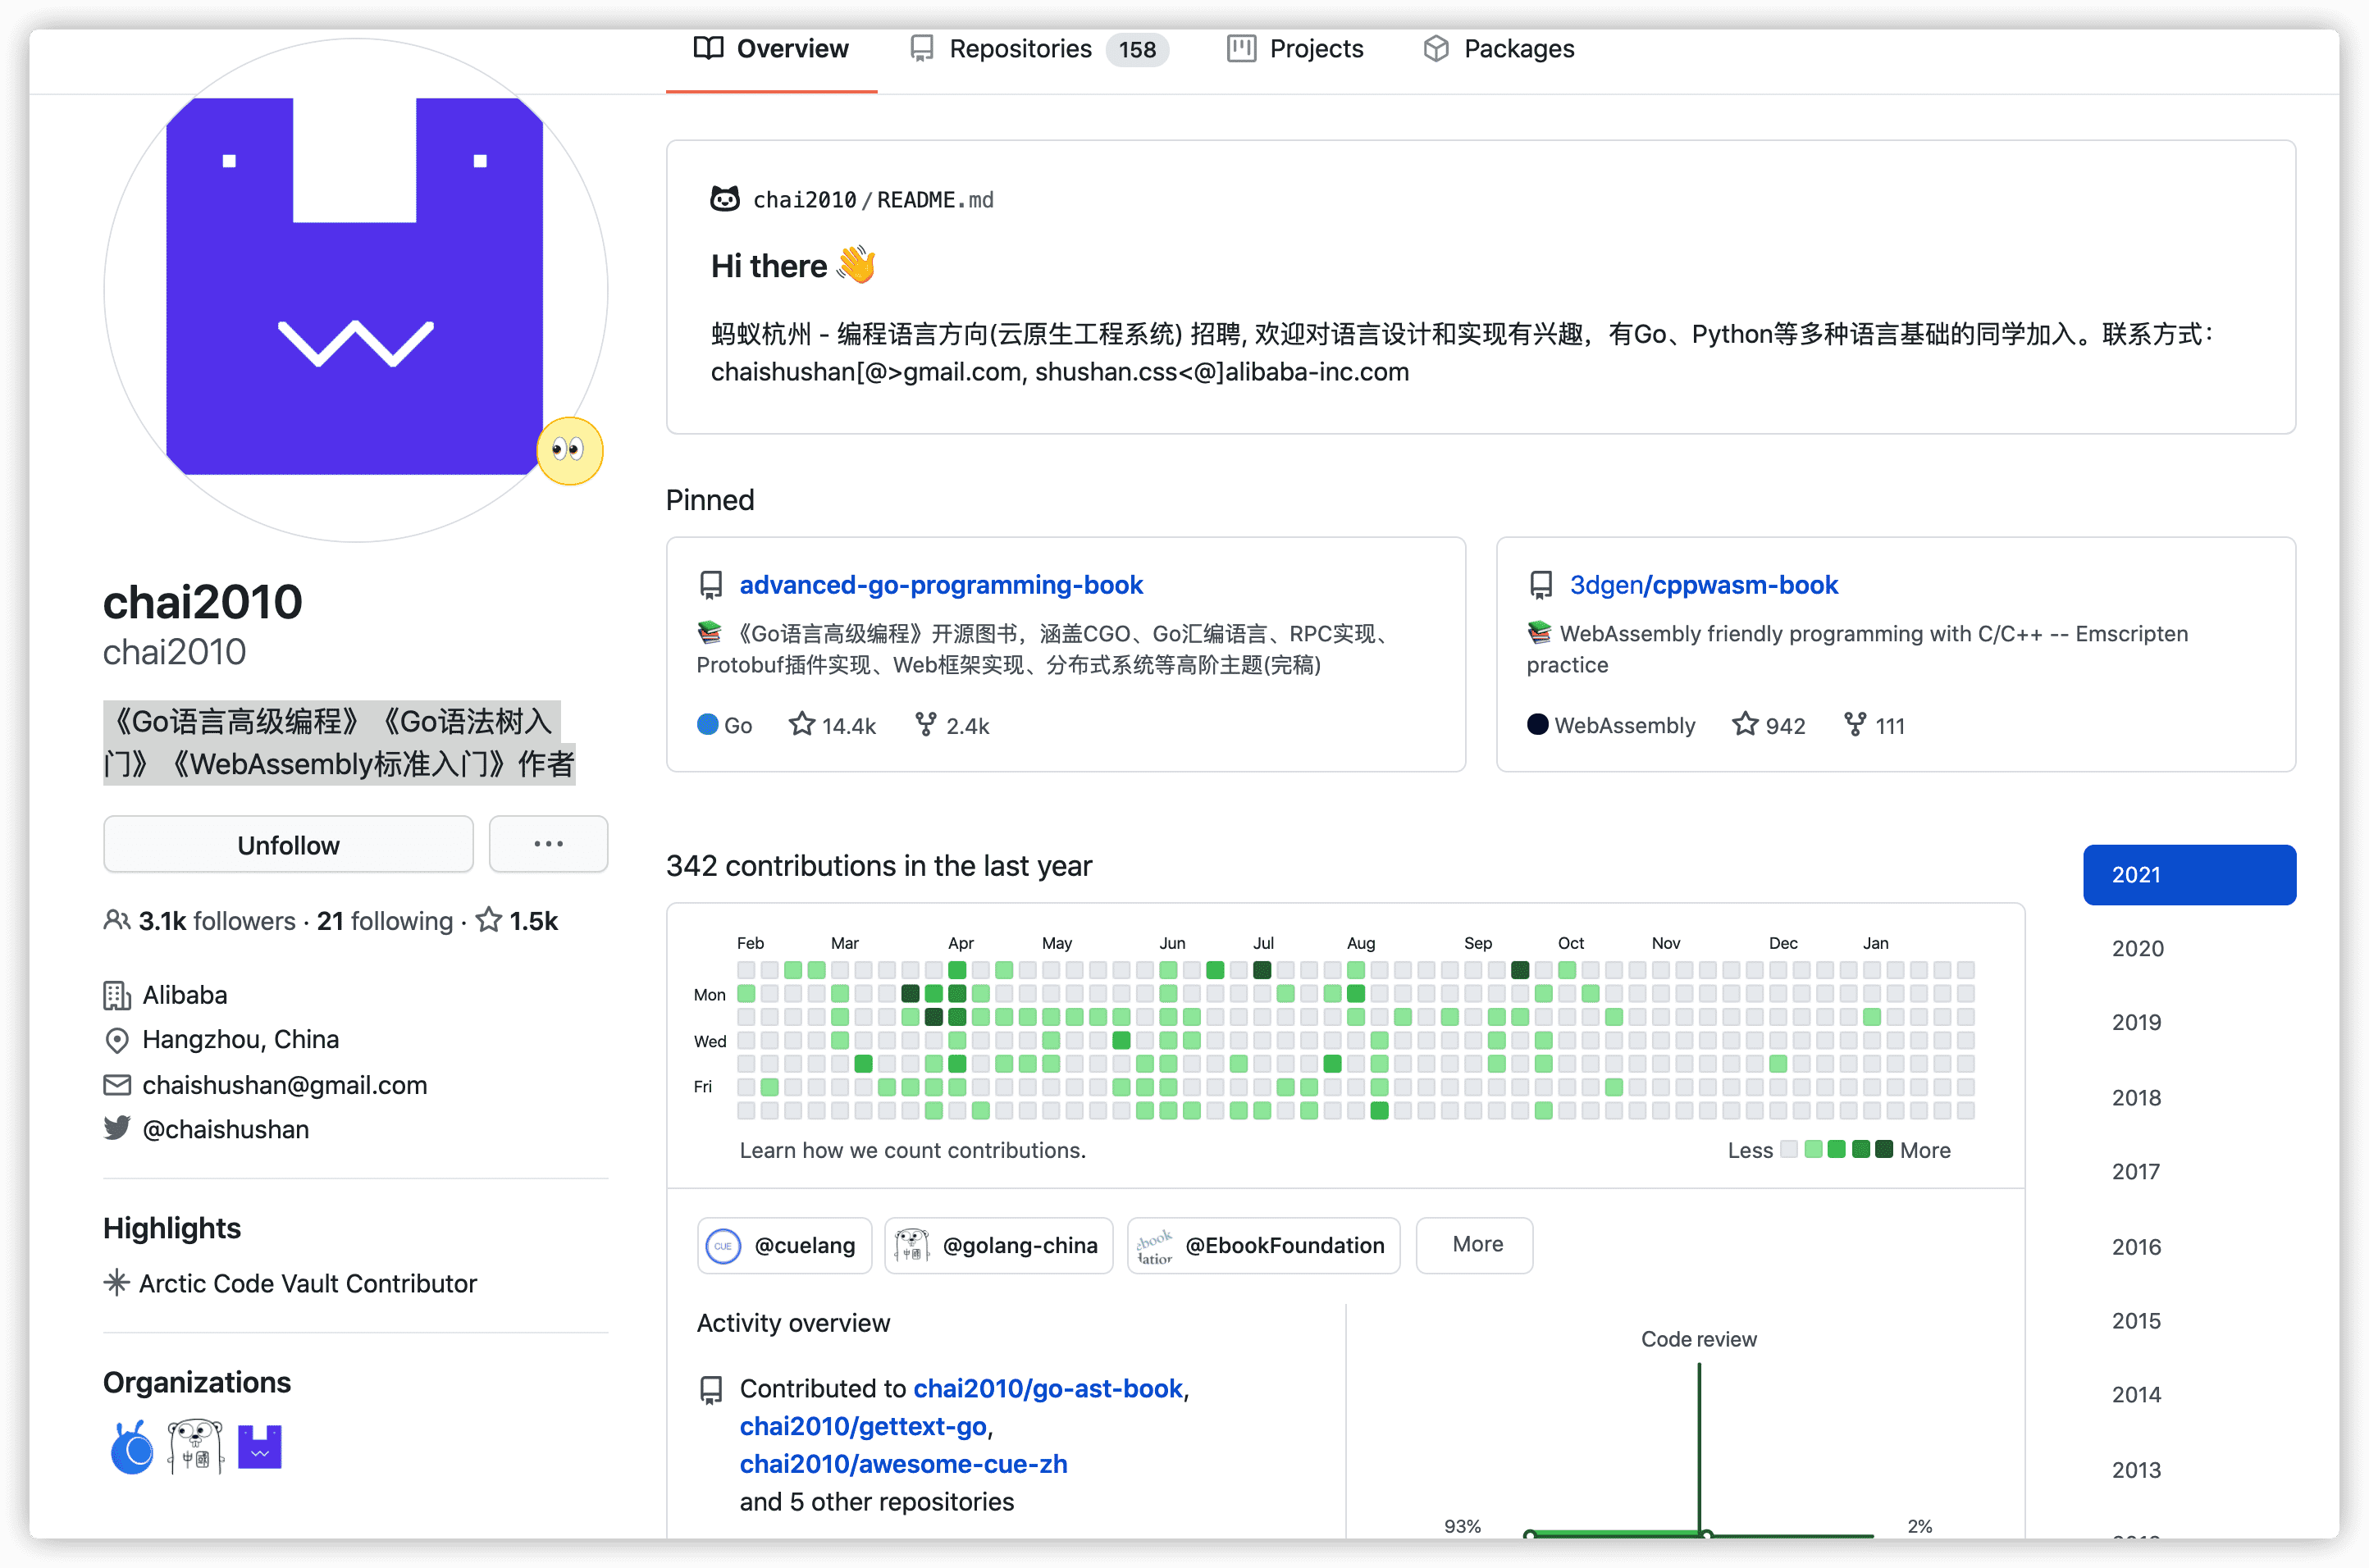 Overview
Repositories 158
Projects
Packages
chai2010/README.md
Hi there 👋
蚂蚁杭州 - 编程语言方向(云原生工程系统) 招聘, 欢迎对语言设计和实现有兴趣，有Go、Python等多种语言基础的同学加入。联系方式：
chaishushan[@>gmail.com, shushan.css<@]alibaba-inc.com
chai2010
chai2010
《Go语言高级编程》《Go语法树入
门》《WebAssembly标准入门》作者
Unfollow
...
3.1k followers · 21 following · 1.5k
Alibaba
Hangzhou, China
chaishushan@gmail.com
@chaishushan
Highlights
Arctic Code Vault Contributor
Organizations
中國
Pinned
advanced-go-programming-book
📚 《Go语言高级编程》开源图书，涵盖CGO、Go汇编语言、RPC实现、
Protobuf插件实现、Web框架实现、分布式系统等高阶主题(完稿)
Go 14.4k 2.4k
3dgen/cppwasm-book
📚 WebAssembly friendly programming with C/C++ -- Emscripten
practice
WebAssembly 942 111
342 contributions in the last year
Feb Mar Apr May Jun Jul Aug Sep Oct Nov Dec Jan
Mon
Wed
Fri
Learn how we count contributions.
Less More
CUE @cuelang
中國 @golang-china
@EbookFoundation
More
Activity overview
Contributed to chai2010/go-ast-book,
chai2010/gettext-go,
chai2010/awesome-cue-zh
and 5 other repositories
Code review
93%
2%
2021
2020
2019
2018
2017
2016
2015
2014
2013